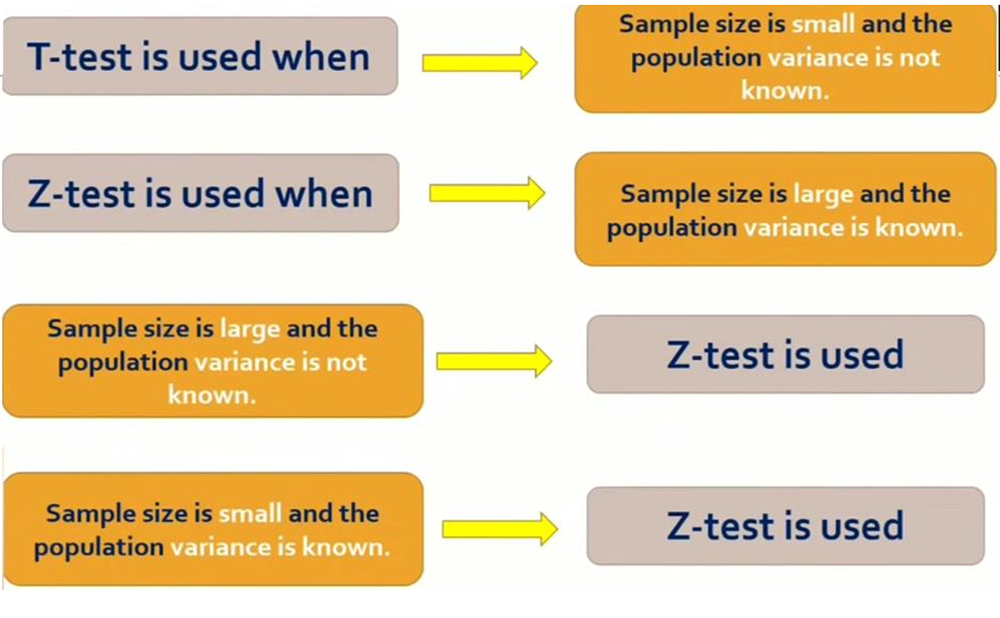 T-test is used when
Sample size is small and the
population variance is not
known.
Z-test is used when
Sample size is large and the
population variance is known.
Sample size is large and the
population variance is not
known.
Z-test is used
Sample size is small and the
population variance is known.
Z-test is used